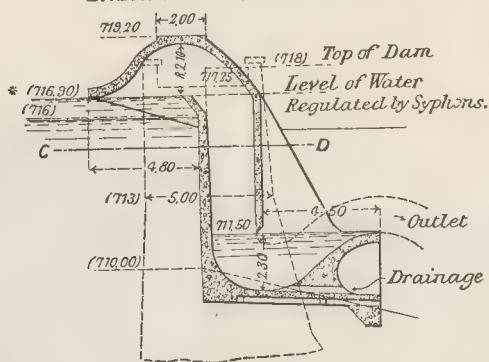 2,00
719,20
(718) Top of Dam
R.2,10
717,25
* (716,90) Level of Water
Regulated by Syphons.
(716)
C D
4,80
(713) 5,00
4,50
711,50
Outlet
(710,00)
2,30
Drainage